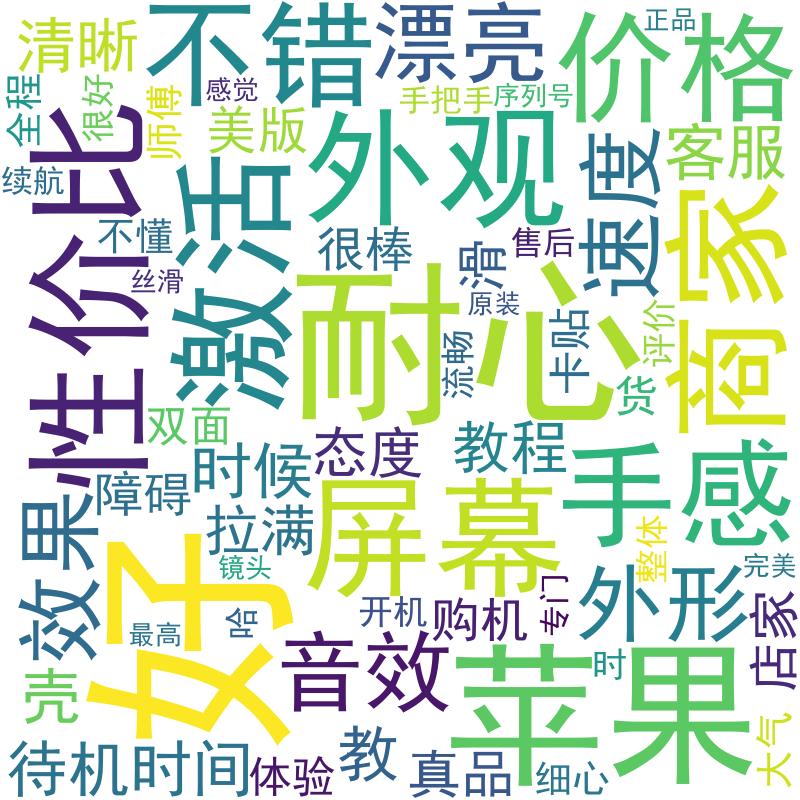 清晰
不错
漂亮
正品
价格
全程
很好
师傅
感觉
美版
手把手
序列号
续航
性价比
激活
外观
速度
客服
不懂
很棒
滑
售后
丝滑
原装
耐心
商家
流畅
卡贴
评价
货
双面
障碍
时候
态度
教程
手感
效果
拉满
屏幕
好
镜头
最高
哈
开机
购机
专门
整体
外形
完美
音效
苹果
时
店家
壳
待机时间
体验
教
真品
细心
大气